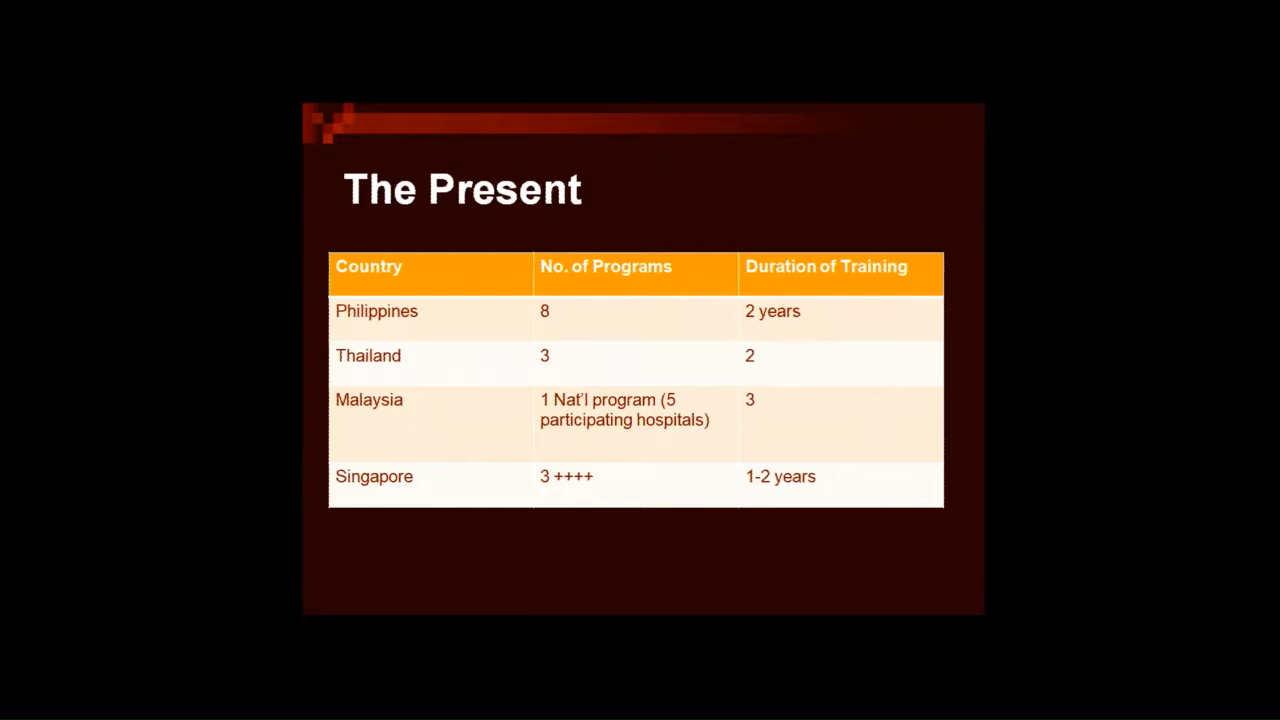 The Present
Country No. of Programs Duration of Training
Philippines 8 2 years
Thailand 3 2
Malaysia 1 Nat'l program (5 3
participating hospitals)
Singapore 3 ++++ 1-2 years